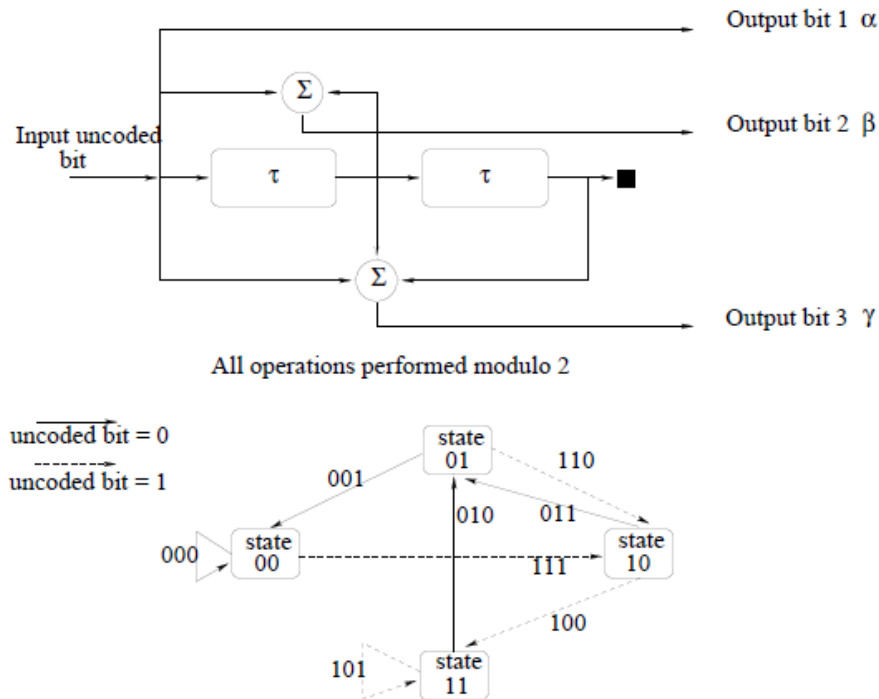 Output bit 1 α
Σ
Input uncoded
bit
Output bit 2 β
τ
τ
Σ
Output bit 3 γ
All operations performed modulo 2
uncoded bit = 0
uncoded bit = 1
state
01
110
001
010
011
000
state
00
111
state
10
100
101
state
11